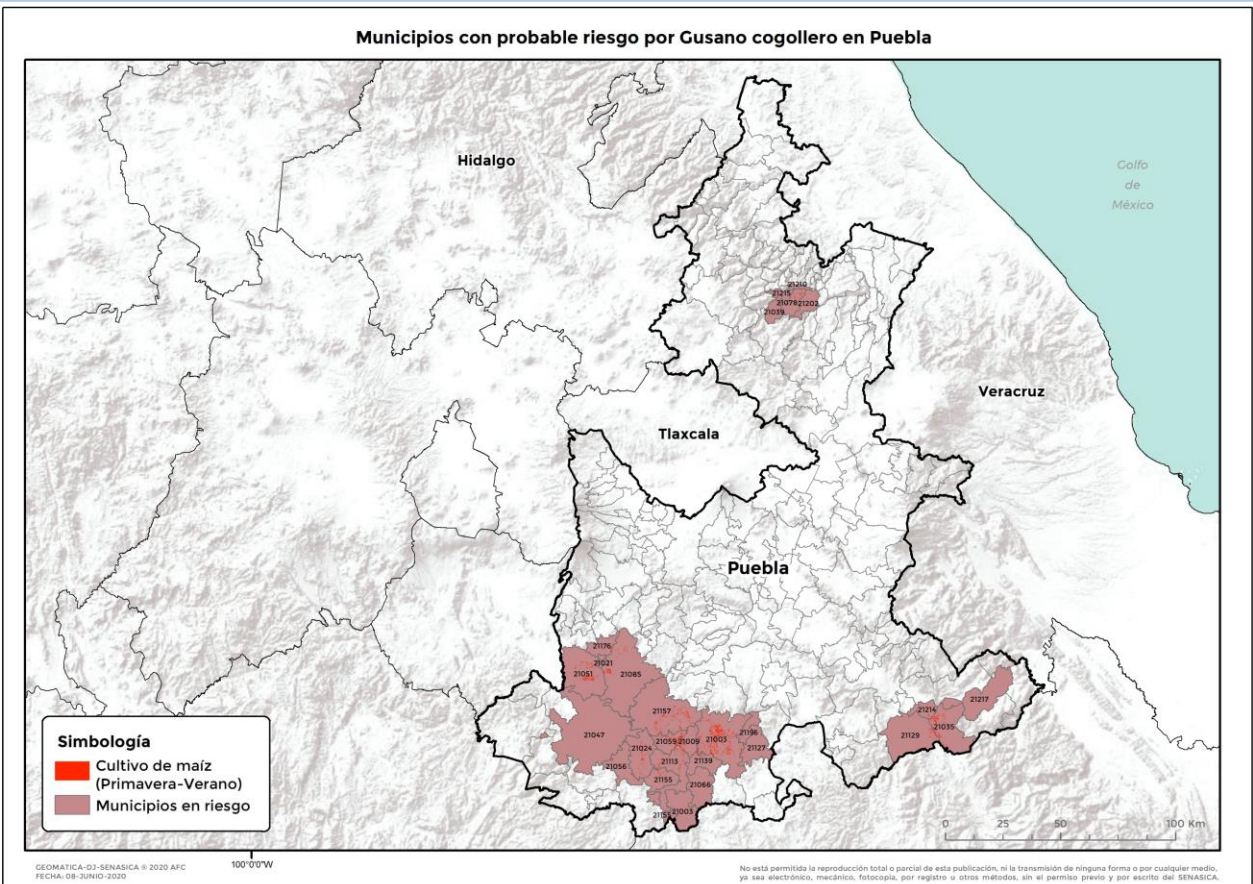 Municipios con probable riesgo por Gusano cogollero en Puebla
Hidalgo
Golfo
de
México
21210
21215
21078
21202
21039
Veracruz
Tlaxcala
Puebla
21176
21021
21051
21085
21217
21157
21214
21035
21047
21059
21009
21003
21196
21129
21024
21127
21056
21113
21139
21155
21066
21003
21155
Simbología
Cultivo de maíz
(Primavera-Verano)
Municipios en riesgo
0
50
100 Km
GEOMATICA-DJ-SENASICA © 2020 AFC
FECHA: 08-JUNIO-2020
100°0'0"W
No está permitida la reproducción total o parcial de esta publicación, ni la transmisión de ninguna forma o por cualquier medio,
ya sea electrónico, mecánico, fotocopia, por registro u otros métodos, sin el permiso previo y por escrito del SENASICA.